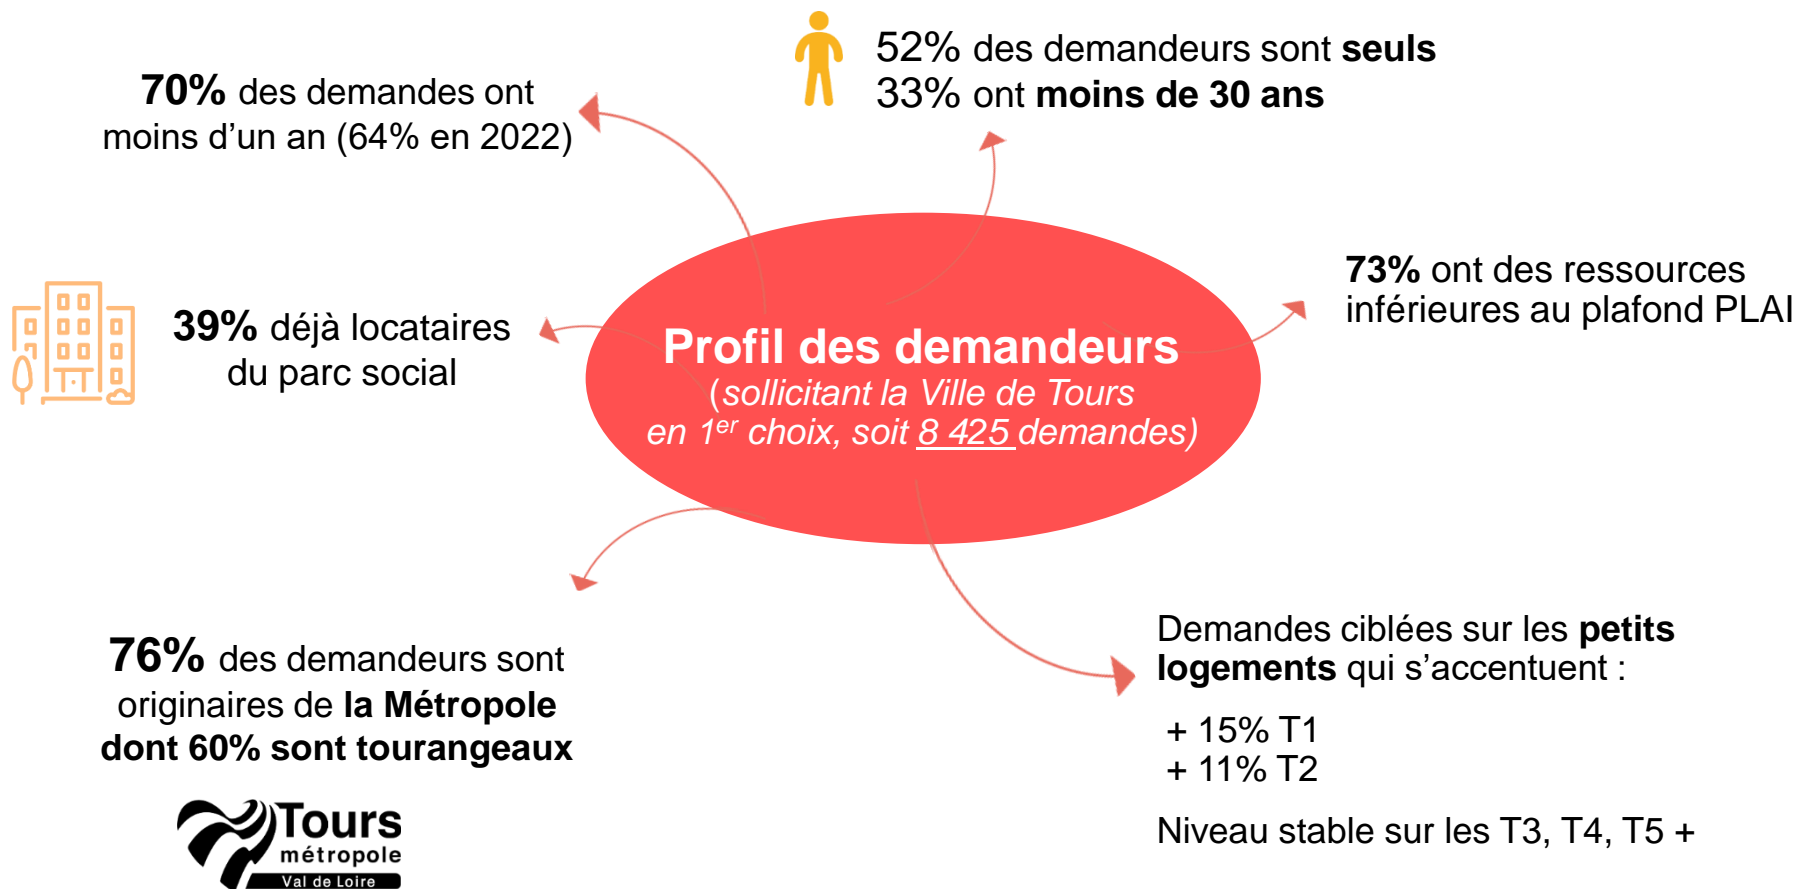 52% des demandeurs sont seuls
33% ont moins de 30 ans
70% des demandes ont
moins d’un an (64% en 2022)
73% ont des ressources
inférieures au plafond PLAI
39% déjà locataires
du parc social
Profil des demandeurs
(sollicitant la Ville de Tours
en 1er choix, soit 8 425 demandes)
76% des demandeurs sont
originaires de la Métropole
dont 60% sont tourangeaux
Tours
métropole
Val de Loire
Demandes ciblées sur les petits
logements qui s’accentuent :
+ 15% T1
+ 11% T2
Niveau stable sur les T3, T4, T5 +